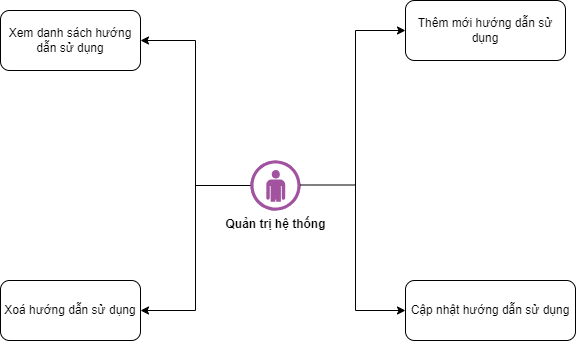 Xem danh sách hướng
dẫn sử dụng
Thêm mới hướng dẫn sử
dụng
Quản trị hệ thống
Xoá hướng dẫn sử dụng
Cập nhật hướng dẫn sử dụng